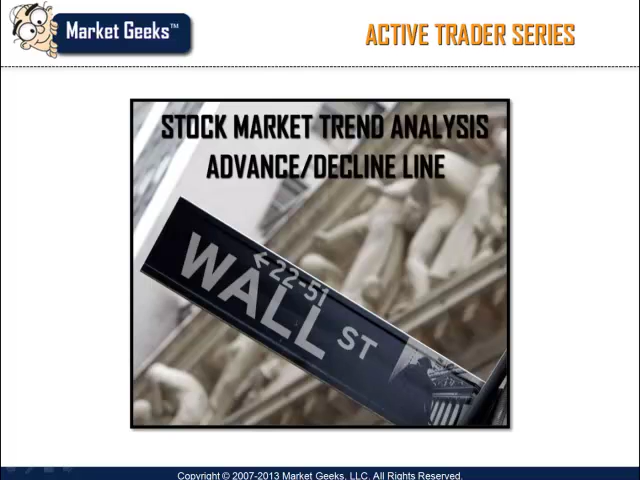 Market Geeks™
ACTIVE TRADER SERIES
STOCK MARKET TREND ANALYSIS
ADVANCE/DECLINE LINE
←22-51
WALL ST
Copyright © 2007-2013 Market Geeks, LLC. All Rights Reserved.